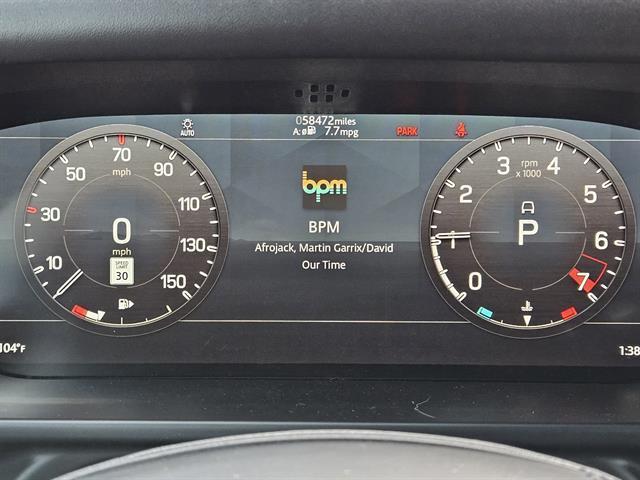 AUTO
058472miles
A:ø 7.7mpg
PARK
70
50
90
mph
30
110
0
mph
130
10
SPEED
LIMIT
30
150
bpm
BPM
Afrojack, Martin Garrix/David
Our Time
3
rpm
x 1000
4
2
5
1
P
6
0
7
104°F
1:38